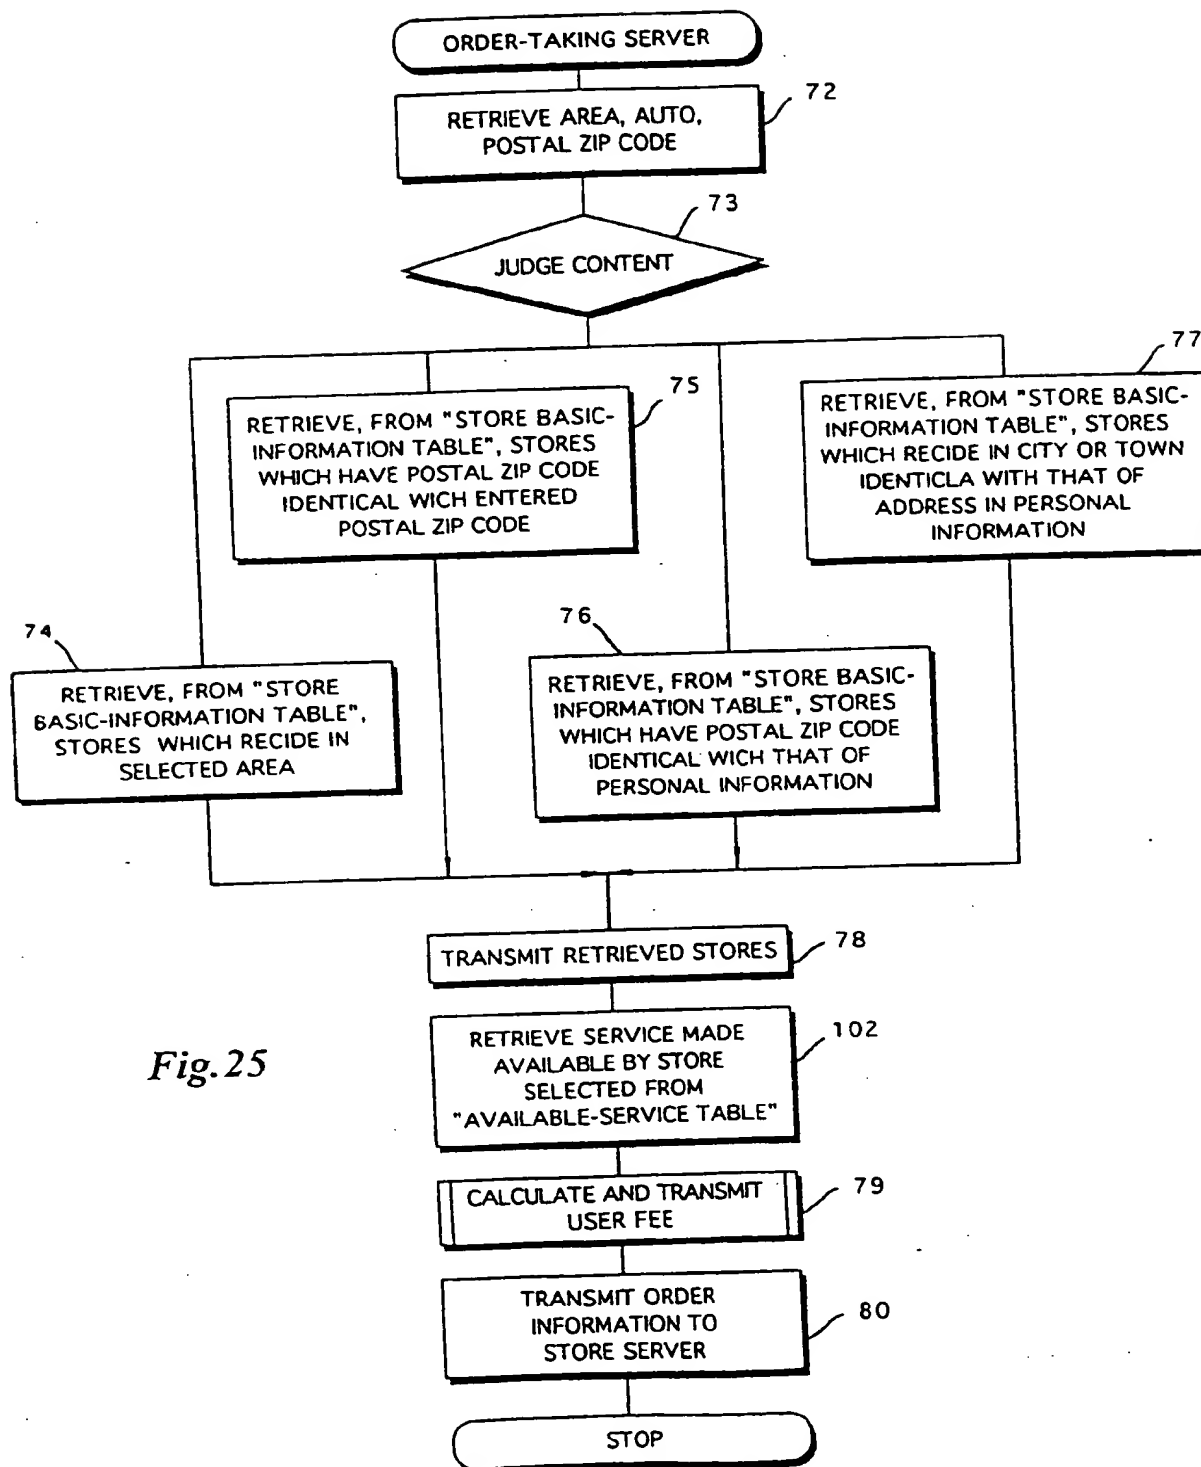 ORDER-TAKING SERVER
72
RETRIEVE AREA, AUTO,
POSTAL ZIP CODE
73
JUDGE CONTENT
75
RETRIEVE, FROM "STORE BASIC-
INFORMATION TABLE", STORES
WHICH HAVE POSTAL ZIP CODE
IDENTICAL WICH ENTERED
POSTAL ZIP CODE
77
RETRIEVE, FROM "STORE BASIC-
INFORMATION TABLE", STORES
WHICH RECIDE IN CITY OR TOWN
IDENTICLA WITH THAT OF
ADDRESS IN PERSONAL
INFORMATION
74
RETRIEVE, FROM "STORE
BASIC-INFORMATION TABLE",
STORES WHICH RECIDE IN
SELECTED AREA
76
RETRIEVE, FROM "STORE BASIC-
INFORMATION TABLE", STORES
WHICH HAVE POSTAL ZIP CODE
IDENTICAL WICH THAT OF
PERSONAL INFORMATION
TRANSMIT RETRIEVED STORES
78
RETRIEVE SERVICE MADE
AVAILABLE BY STORE
SELECTED FROM
"AVAILABLE-SERVICE TABLE"
102
Fig.25
CALCULATE AND TRANSMIT
USER FEE
79
TRANSMIT ORDER
INFORMATION TO
STORE SERVER
80
STOP